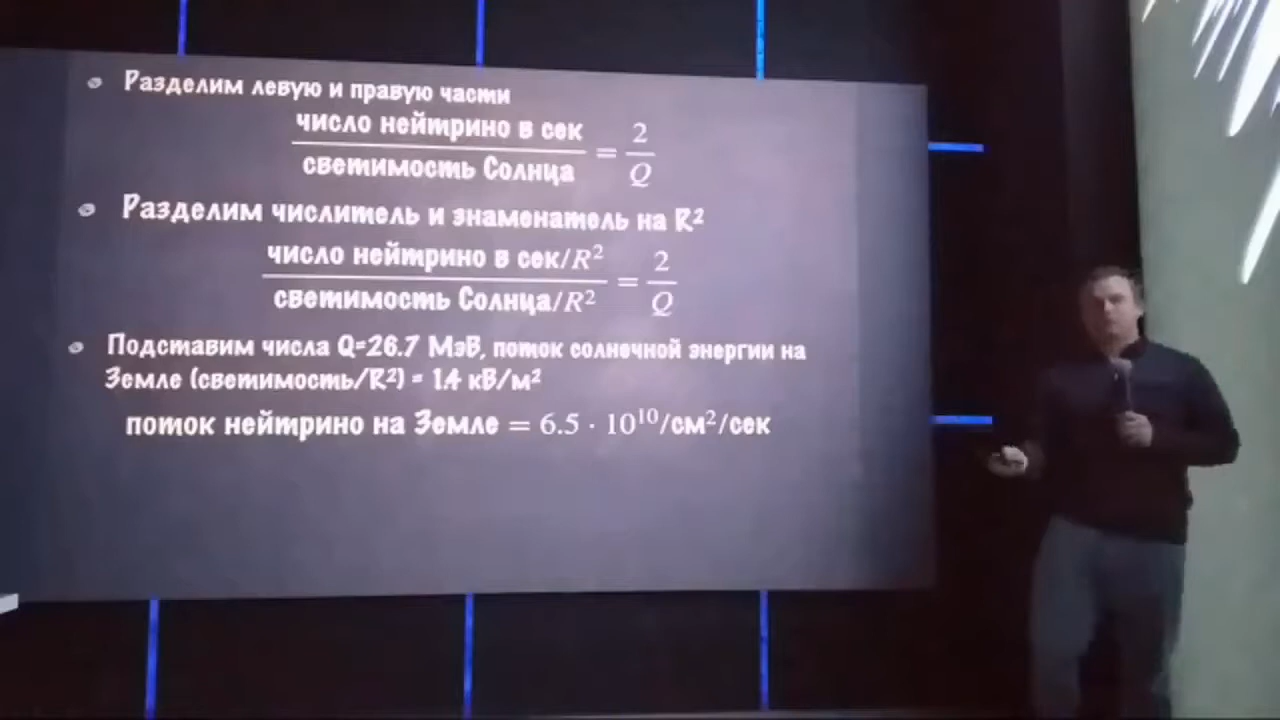 Разделим левую и правую части
число нейтрино в сек / светимость Солнца = 2 / Q
Разделим числитель и знаменатель на R²
число нейтрино в сек/R² / светимость Солнца/R² = 2 / Q
Подставим числа Q=26.7 МэВ, поток солнечной энергии на
Земле (светимость/R²) = 1.4 кВ/м²
поток нейтрино на Земле = 6.5 · 10¹⁰/см²/сек